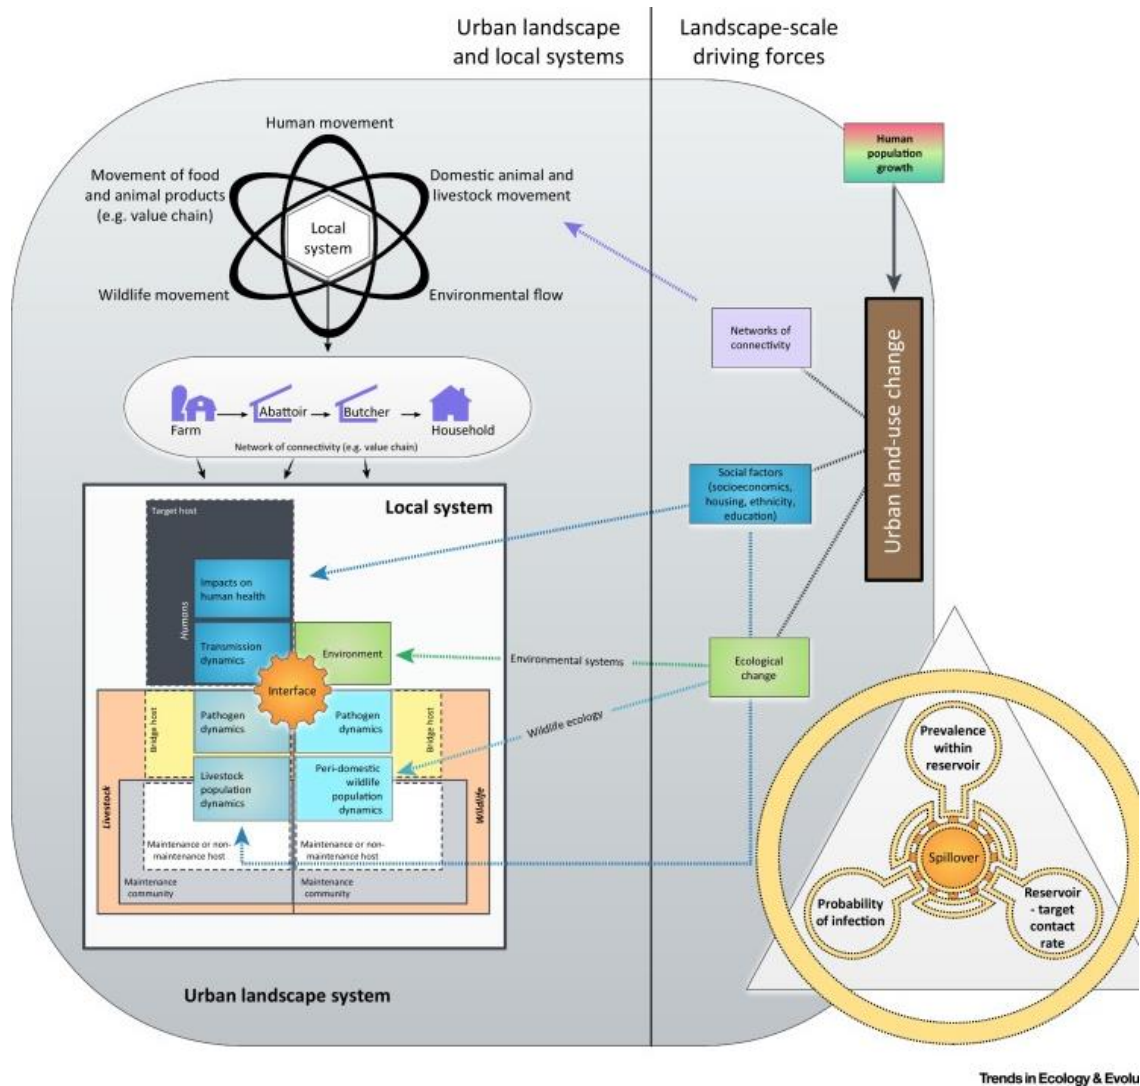 Urban landscape
and local systems
Landscape-scale
driving forces
Human movement
Movement of food
and animal products
(e.g. value chain)
Domestic animal and
livestock movement
Local
system
Wildlife movement
Environmental flow
Human
population
growth
Networks of
connectivity
Urban land-use change
Farm
Abattoir
Butcher
Household
Network of connectivity (e.g. value chain)
Social factors
(socioeconomics,
housing, ethnicity,
education)
Local system
Target host
Humans
Impacts on
human health
Transmission
dynamics
Environment
Interface
Environmental systems
Ecological
change
Wildlife ecology
Bridge host
Pathogen
dynamics
Pathogen
dynamics
Bridge host
Livestock
Livestock
population
dynamics
Peri-domestic
wildlife
population
dynamics
Wildlife
Maintenance or non-
maintenance host
Maintenance or non-
maintenance host
Maintenance
community
Maintenance
community
Urban landscape system
Prevalence
within
reservoir
Spillover
Probability
of infection
Reservoir
- target
contact
rate
Trends in Ecology & Evolu